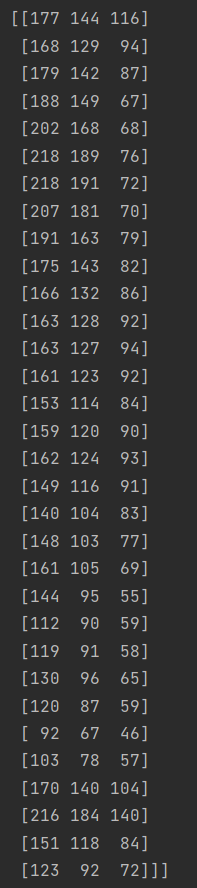 [[177 144 116]
[168 129  94]
[179 142  87]
[188 149  67]
[202 168  68]
[218 189  76]
[218 191  72]
[207 181  70]
[191 163  79]
[175 143  82]
[166 132  86]
[163 128  92]
[163 127  94]
[161 123  92]
[153 114  84]
[159 120  90]
[162 124  93]
[149 116  91]
[140 104  83]
[148 103  77]
[161 105  69]
[144  95  55]
[112  90  59]
[119  91  58]
[130  96  65]
[120  87  59]
[ 92  67  46]
[103  78  57]
[170 140 104]
[216 184 140]
[151 118  84]
[123  92  72]]]